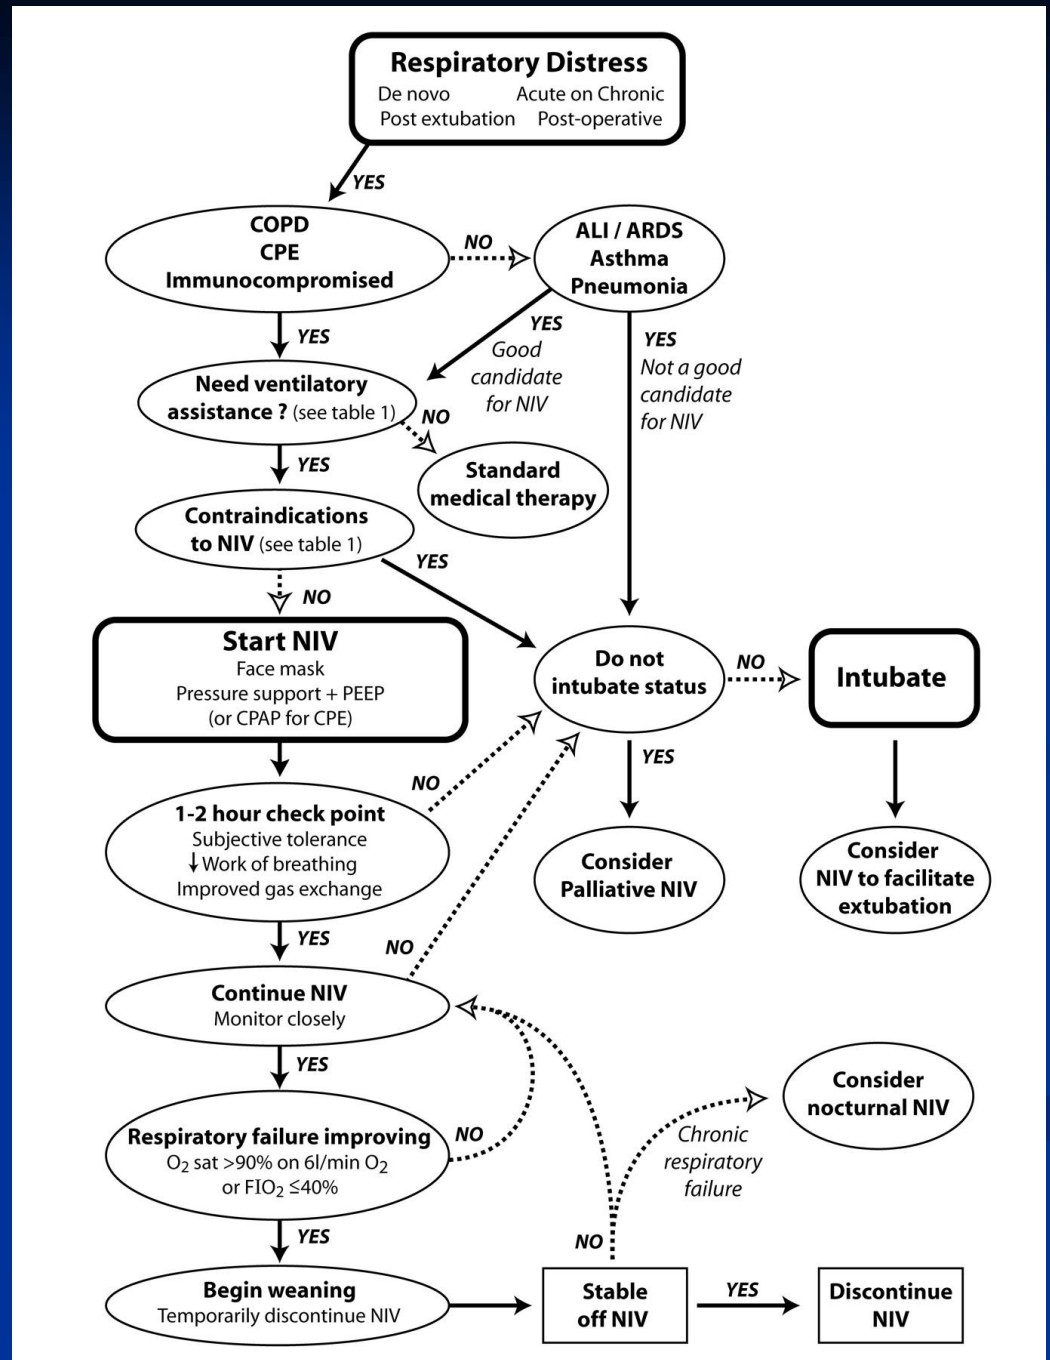 Respiratory Distress
De novo Acute on Chronic
Post extubation Post-operative
YES
COPD
CPE
Immunocompromised
NO
ALI / ARDS
Asthma
Pneumonia
YES
YES
Good
candidate
for NIV
YES
Not a good
candidate
for NIV
Need ventilatory
assistance ? (see table 1)
NO
Standard
medical therapy
YES
Contraindications
to NIV (see table 1)
YES
NO
Start NIV
Face mask
Pressure support + PEEP
(or CPAP for CPE)
Do not
intubate status
NO
Intubate
YES
NO
1-2 hour check point
Subjective tolerance
↓ Work of breathing
Improved gas exchange
Consider
Palliative NIV
Consider
NIV to facilitate
extubation
YES
NO
Continue NIV
Monitor closely
YES
Consider
nocturnal NIV
Respiratory failure improving
O₂ sat >90% on 6l/min O₂
or FIO₂ ≤40%
NO
Chronic
respiratory
failure
YES
NO
Begin weaning
Temporarily discontinue NIV
Stable
off NIV
YES
Discontinue
NIV